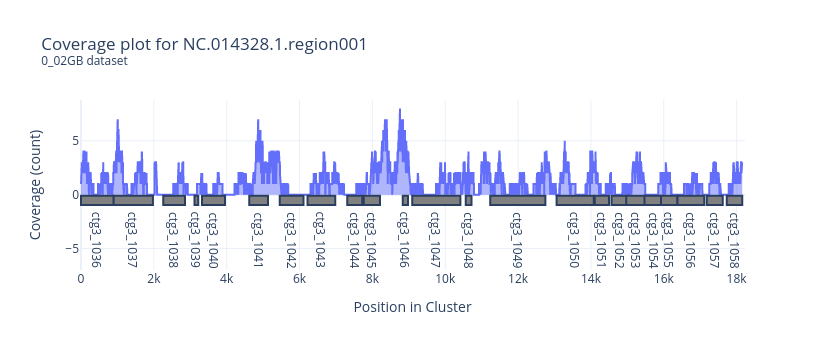 Coverage plot for NC.014328.1.region001
0_02GB dataset
Coverage (count)
5
0
−5
ctg3_1036
ctg3_1037
ctg3_1038
ctg3_1039
ctg3_1040
ctg3_1041
ctg3_1042
ctg3_1043
ctg3_1044
ctg3_1045
ctg3_1046
ctg3_1047
ctg3_1048
ctg3_1049
ctg3_1050
ctg3_1051
ctg3_1052
ctg3_1053
ctg3_1054
ctg3_1055
ctg3_1056
ctg3_1057
ctg3_1058
0
2k
4k
6k
8k
10k
12k
14k
16k
18k
Position in Cluster